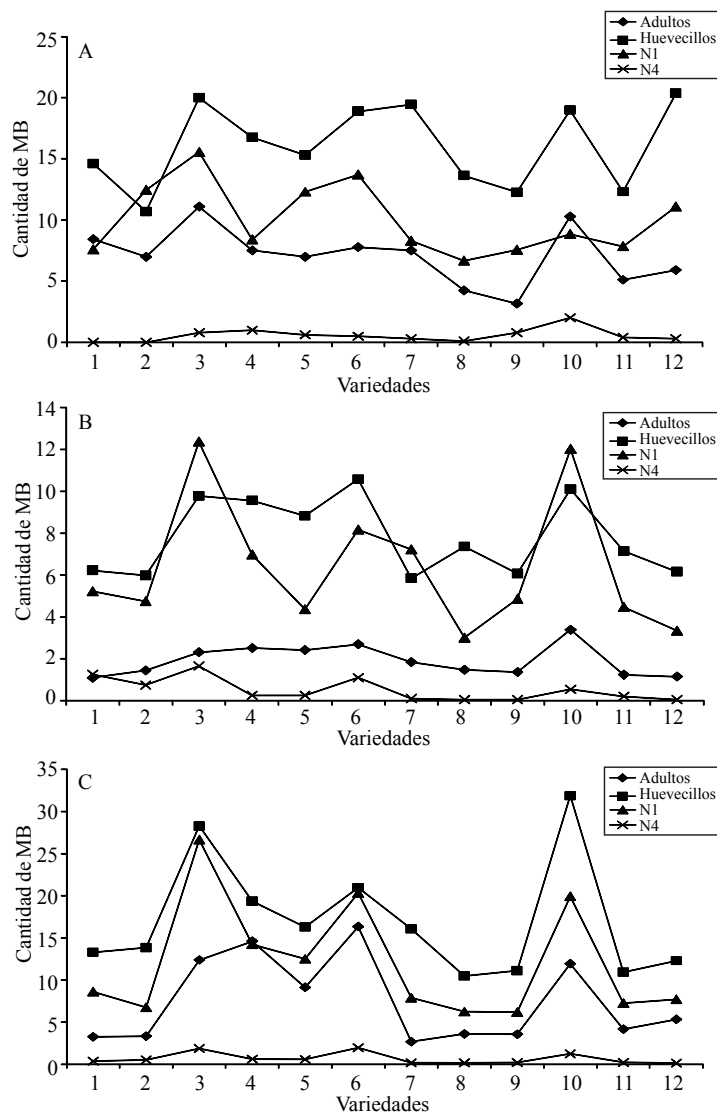 A
Adultos
Huevecillos
N1
N4
Cantidad de MB
25
20
15
10
5
0
1 2 3 4 5 6 7 8 9 10 11 12
Variedades
B
Adultos
Huevecillos
N1
N4
Cantidad de MB
14
12
10
8
6
4
2
0
1 2 3 4 5 6 7 8 9 10 11 12
Variedades
C
Adultos
Huevecillos
N1
N4
Cantidad de MB
35
30
25
20
15
10
5
0
1 2 3 4 5 6 7 8 9 10 11 12
Variedades